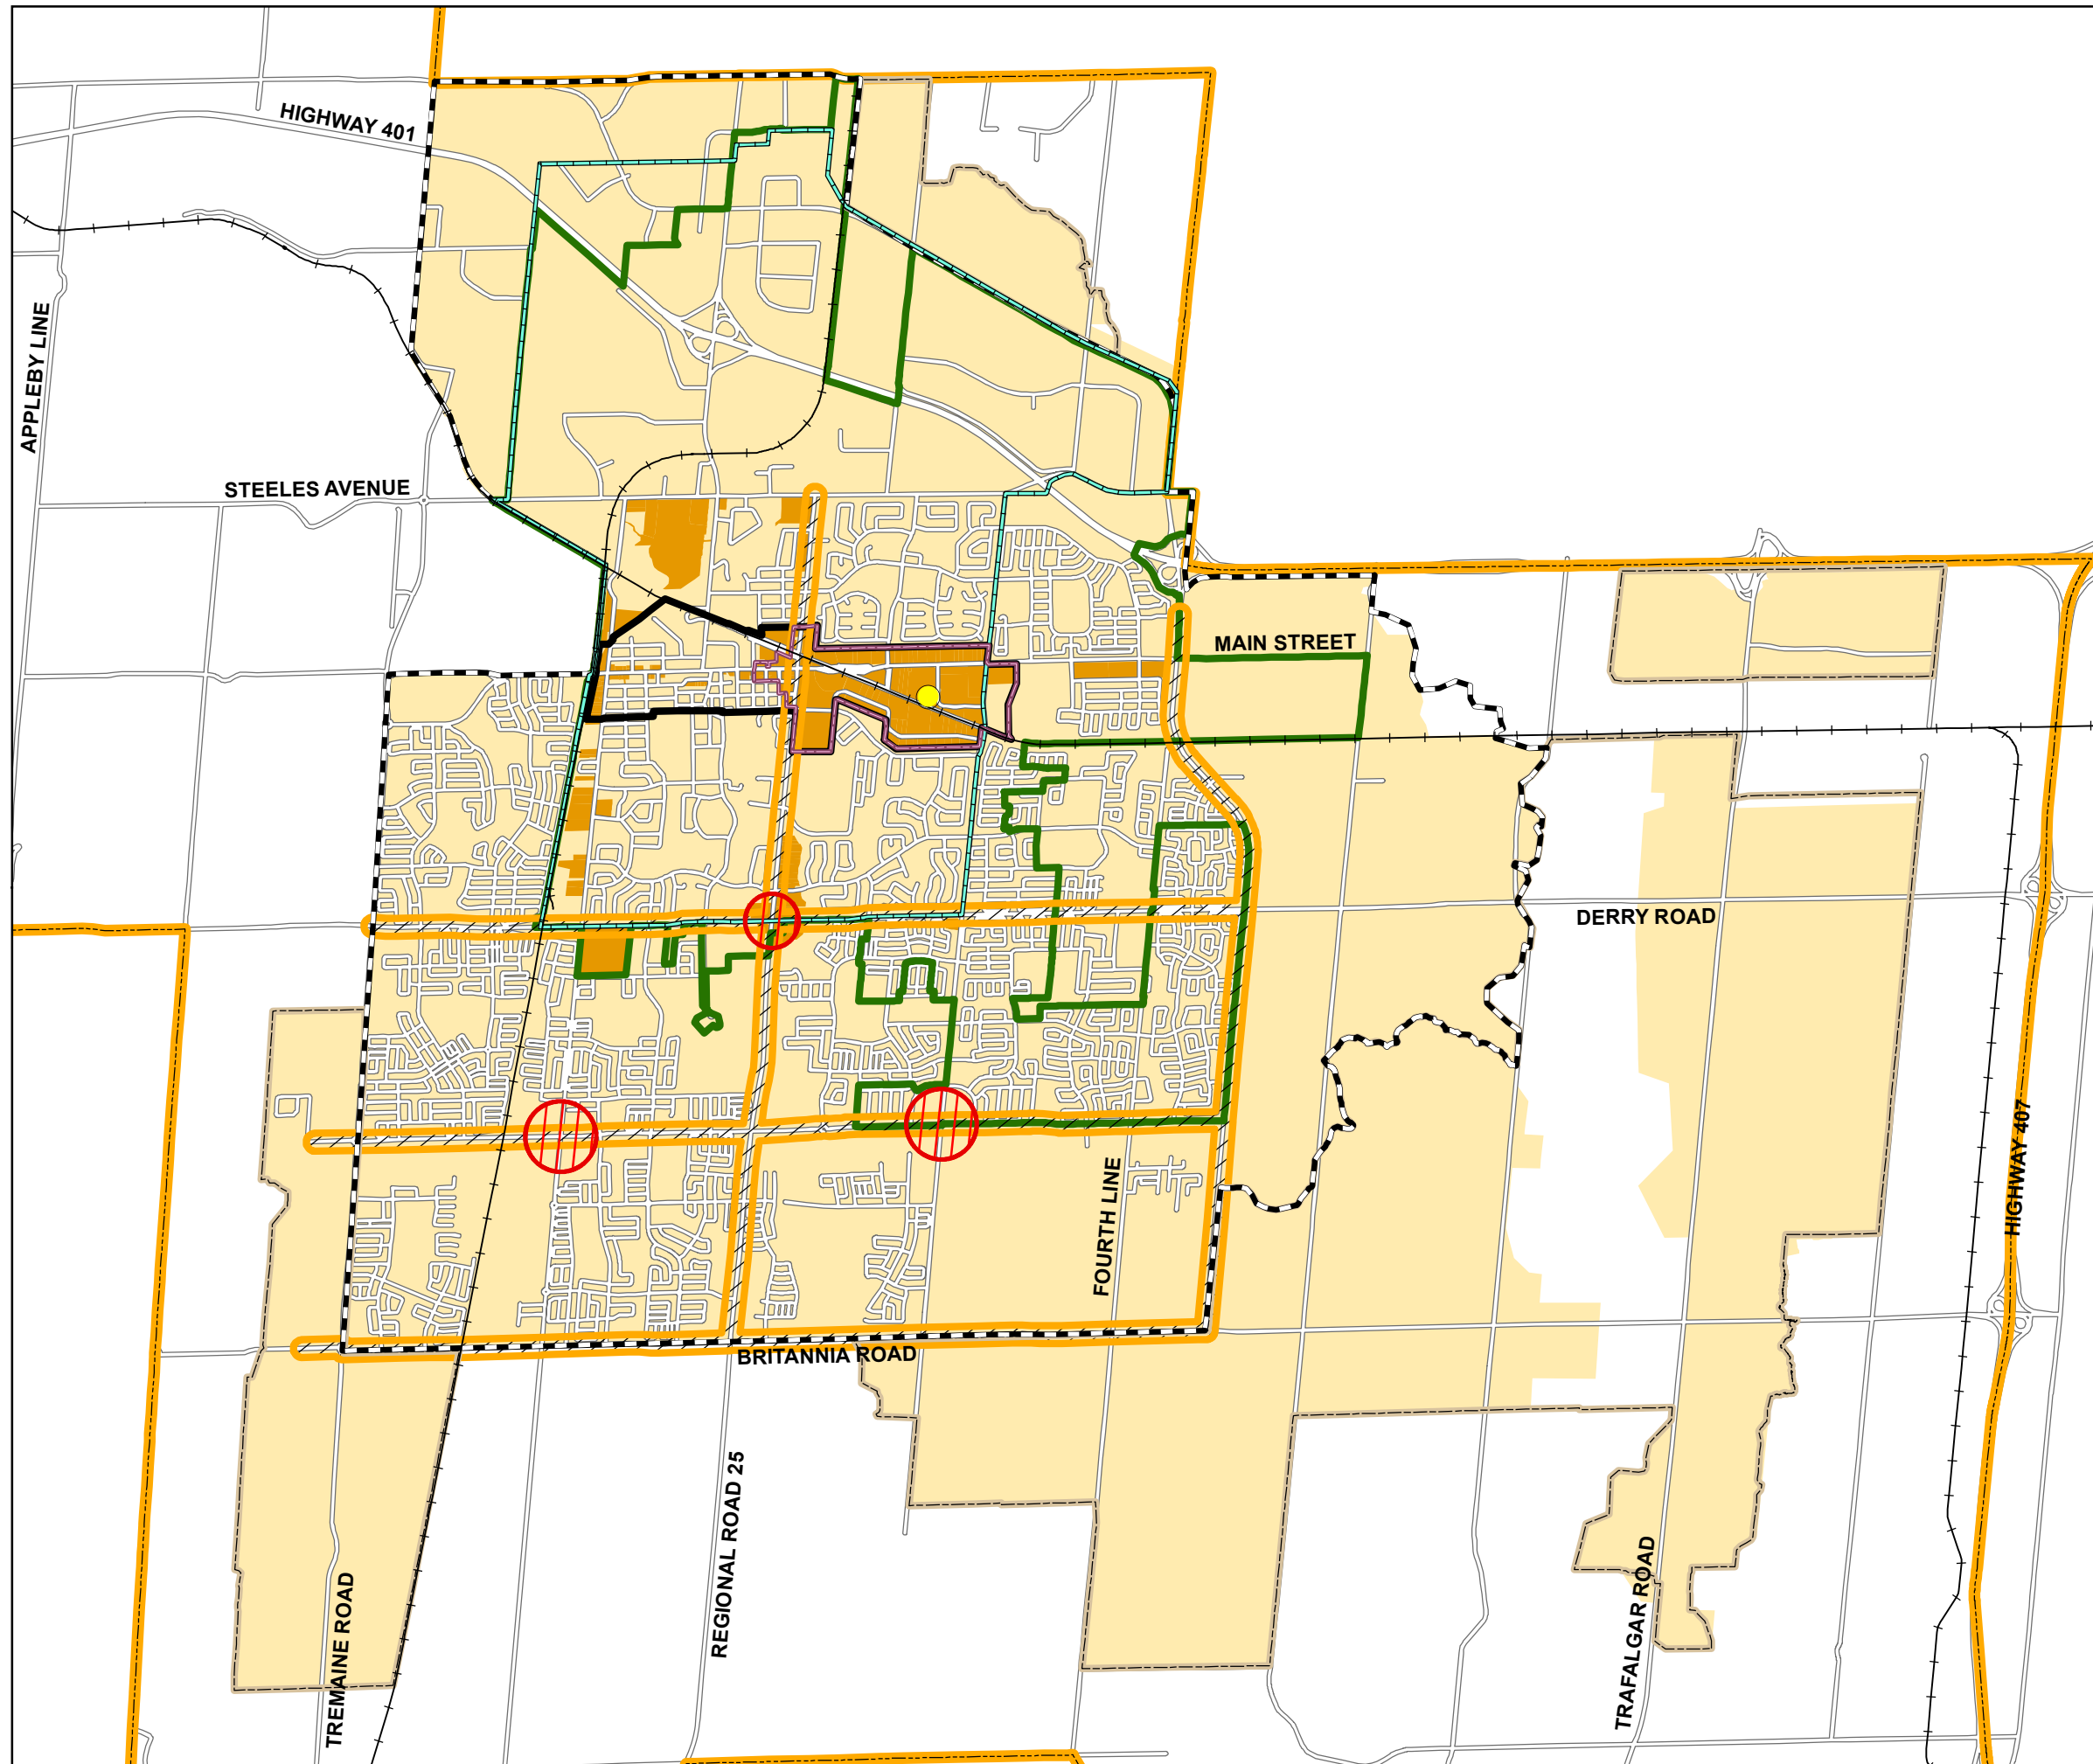 HIGHWAY 401
APPLEBY LINE
STEELES AVENUE
MAIN STREET
DERRY ROAD
HIGHWAY 407
FOURTH LINE
BRITANNIA ROAD
REGIONAL ROAD 25
TREMAINE ROAD
TRAFALGAR ROAD